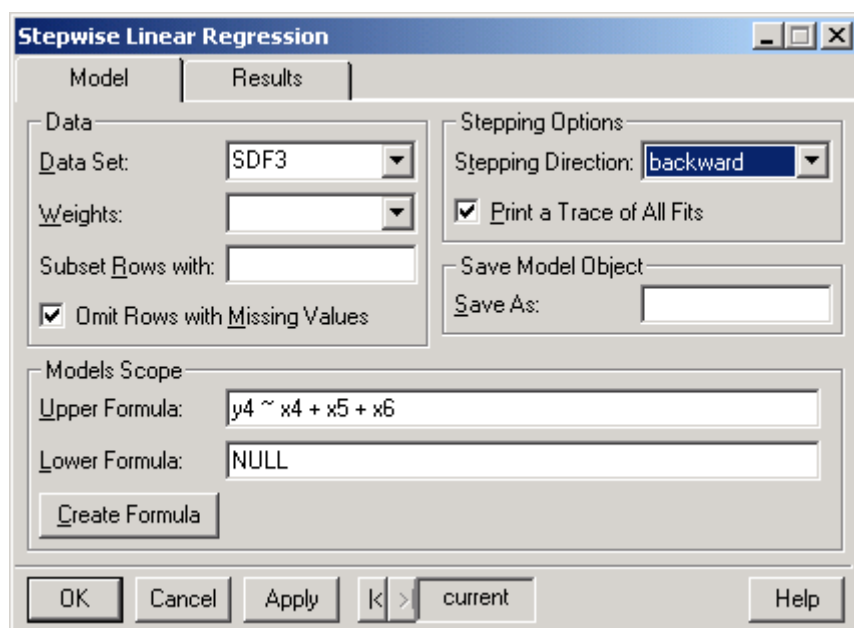 Stepwise Linear Regression
Model
Results
Data
Data Set:
SDF3
Weights:
Subset Rows with:
Omit Rows with Missing Values
Stepping Options
Stepping Direction:
backward
Print a Trace of All Fits
Save Model Object
Save As:
Models Scope
Upper Formula:
y4 ~ x4 + x5 + x6
Lower Formula:
NULL
Create Formula
OK
Cancel
Apply
current
Help